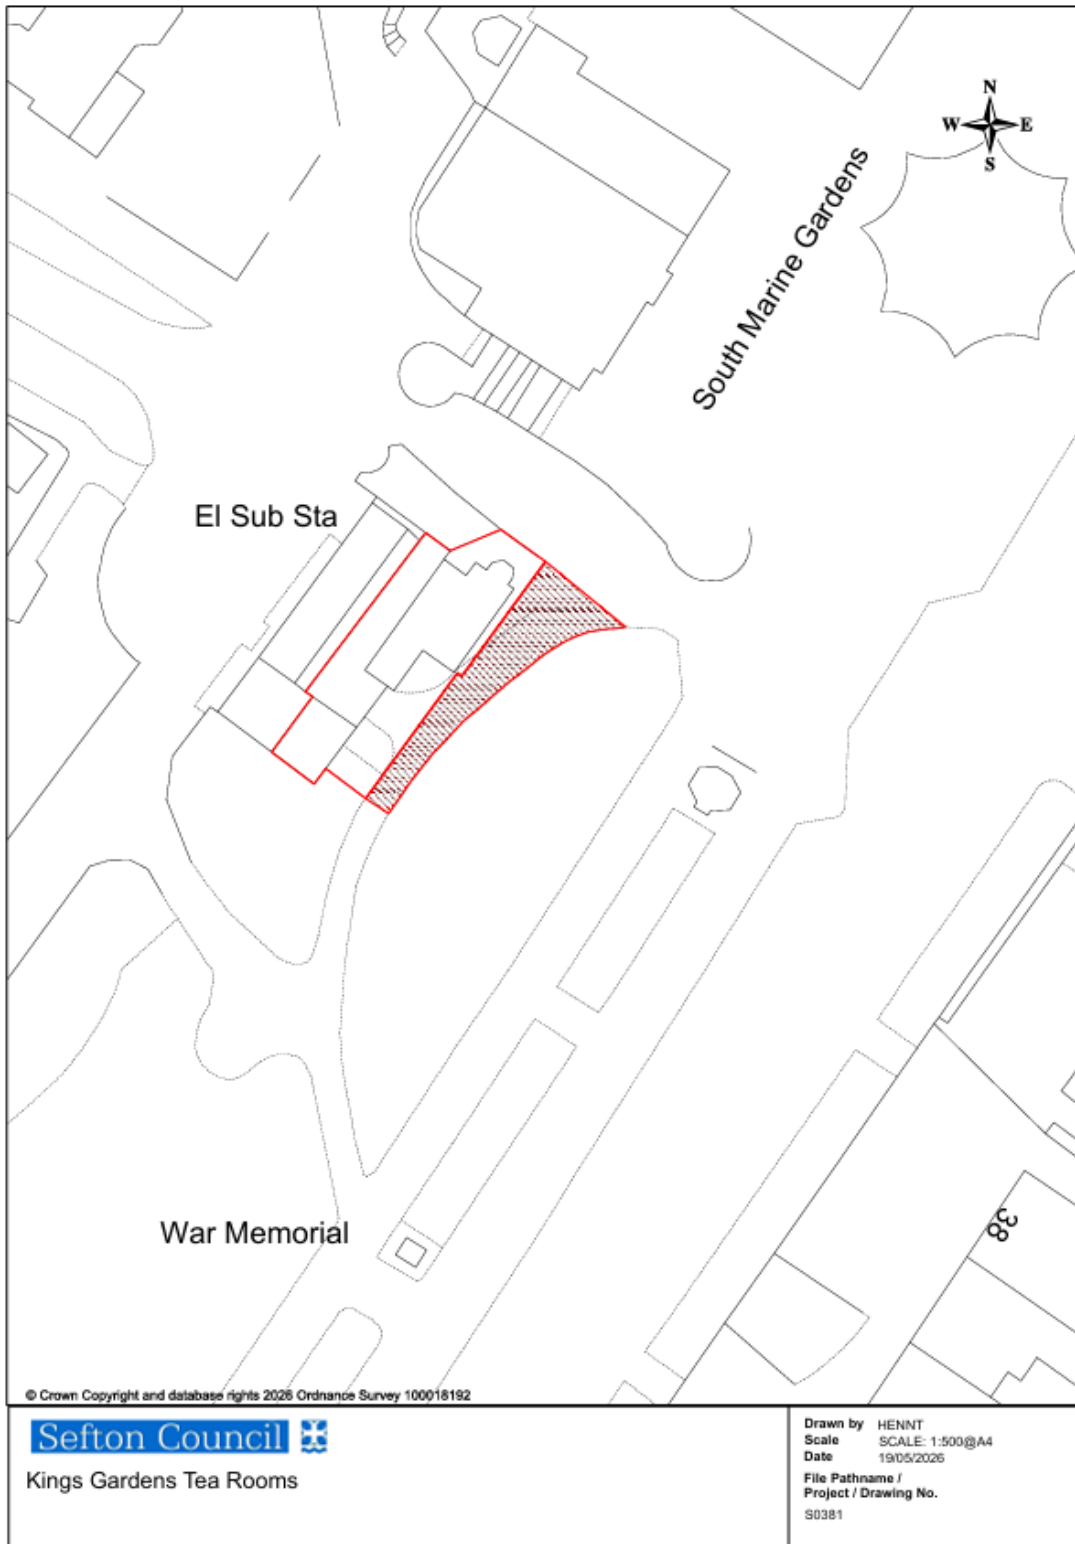 N
W E
S
South Marine Gardens
El Sub Sta
War Memorial
38
© Crown Copyright and database rights 2026 Ordnance Survey 100018192
Sefton Council
Kings Gardens Tea Rooms
Drawn by HENNT
Scale SCALE: 1:500@A4
Date 19/05/2026
File Pathname /
Project / Drawing No.
S0381